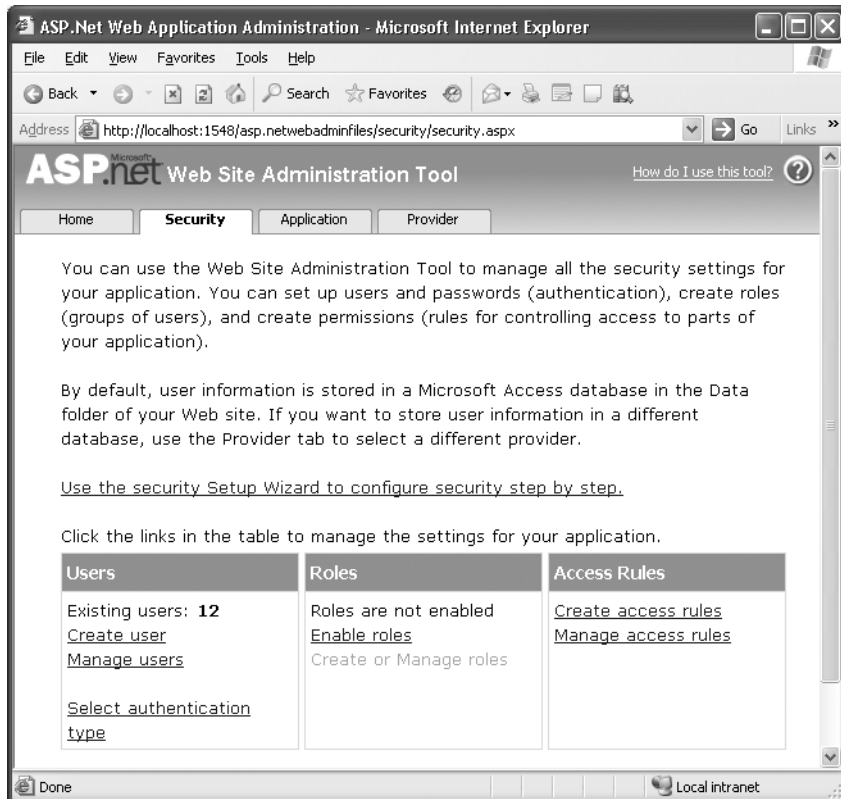 ASP.Net Web Application Administration - Microsoft Internet Explorer
File Edit View Favorites Tools Help
Back Search Favorites
Address http://localhost:1548/asp.netwebadminfiles/security/security.aspx Go Links »
Microsoft
ASP.net Web Site Administration Tool How do I use this tool? ?
Home Security Application Provider
You can use the Web Site Administration Tool to manage all the security settings for
your application. You can set up users and passwords (authentication), create roles
(groups of users), and create permissions (rules for controlling access to parts of
your application).
By default, user information is stored in a Microsoft Access database in the Data
folder of your Web site. If you want to store user information in a different
database, use the Provider tab to select a different provider.
Use the security Setup Wizard to configure security step by step.
Click the links in the table to manage the settings for your application.
Users Roles Access Rules
Existing users: 12 Roles are not enabled Create access rules
Create user Enable roles Manage access rules
Manage users Create or Manage roles
Select authentication
type
Done Local intranet